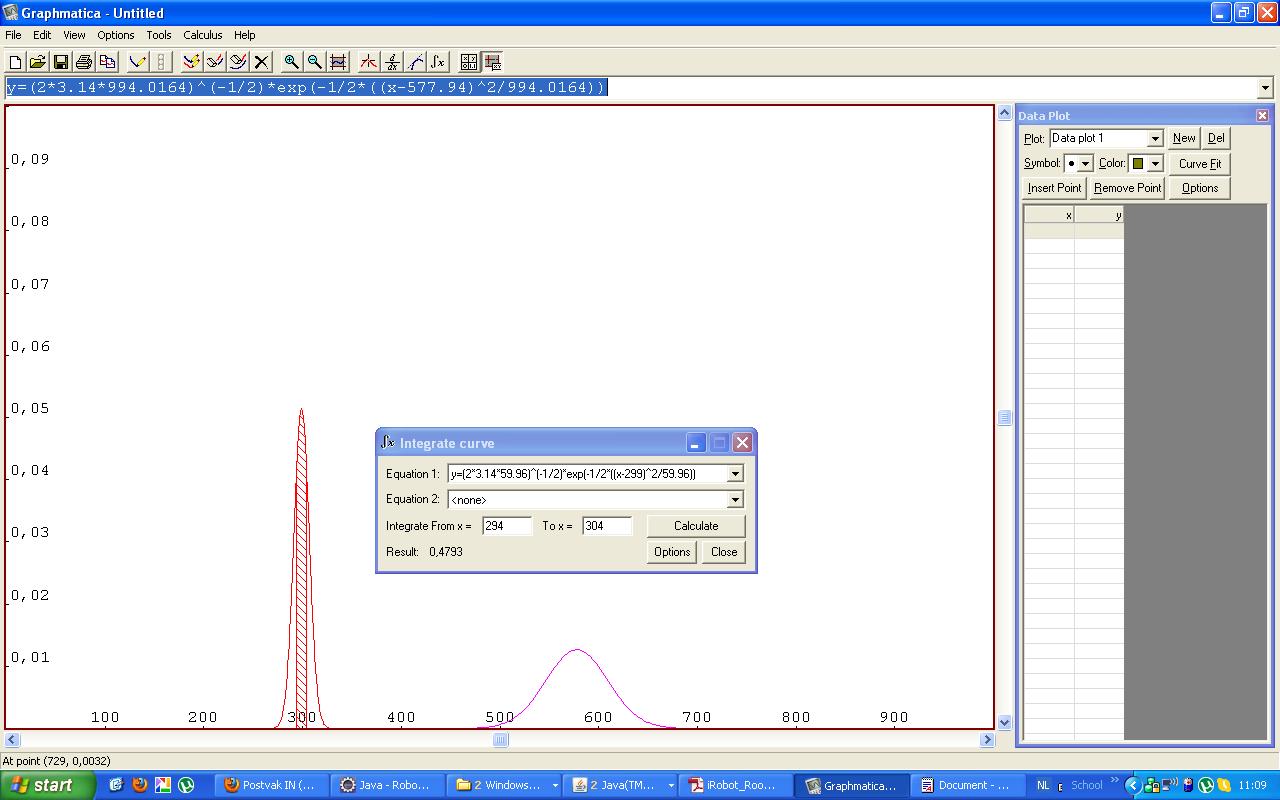 Graphmatica - Untitled
File Edit View Options Tools Calculus Help
y=(2*3.14*994.0164)^(-1/2)*exp(-1/2*((x-577.94)^2/994.0164))
Data Plot
Plot: Data plot 1 New Del
Symbol: Color: Curve Fit
Insert Point Remove Point Options
x y
0,09
0,08
0,07
0,06
0,05
0,04
0,03
0,02
0,01
100 200 300 400 500 600 700 800 900
Integrate curve
Equation 1: y=(2*3.14*59.96)^(-1/2)*exp(-1/2*((x-299)^2/59.96))
Equation 2: <none>
Integrate From x = 294 To x = 304 Calculate
Result: 0,4793 Options Close
At point (729, 0,0032)
start Postvak IN (... Java - Robo... 2 Windows... 2 Java(TM... iRobot_Roo... Graphmatica... Document - ... NL School 11:09